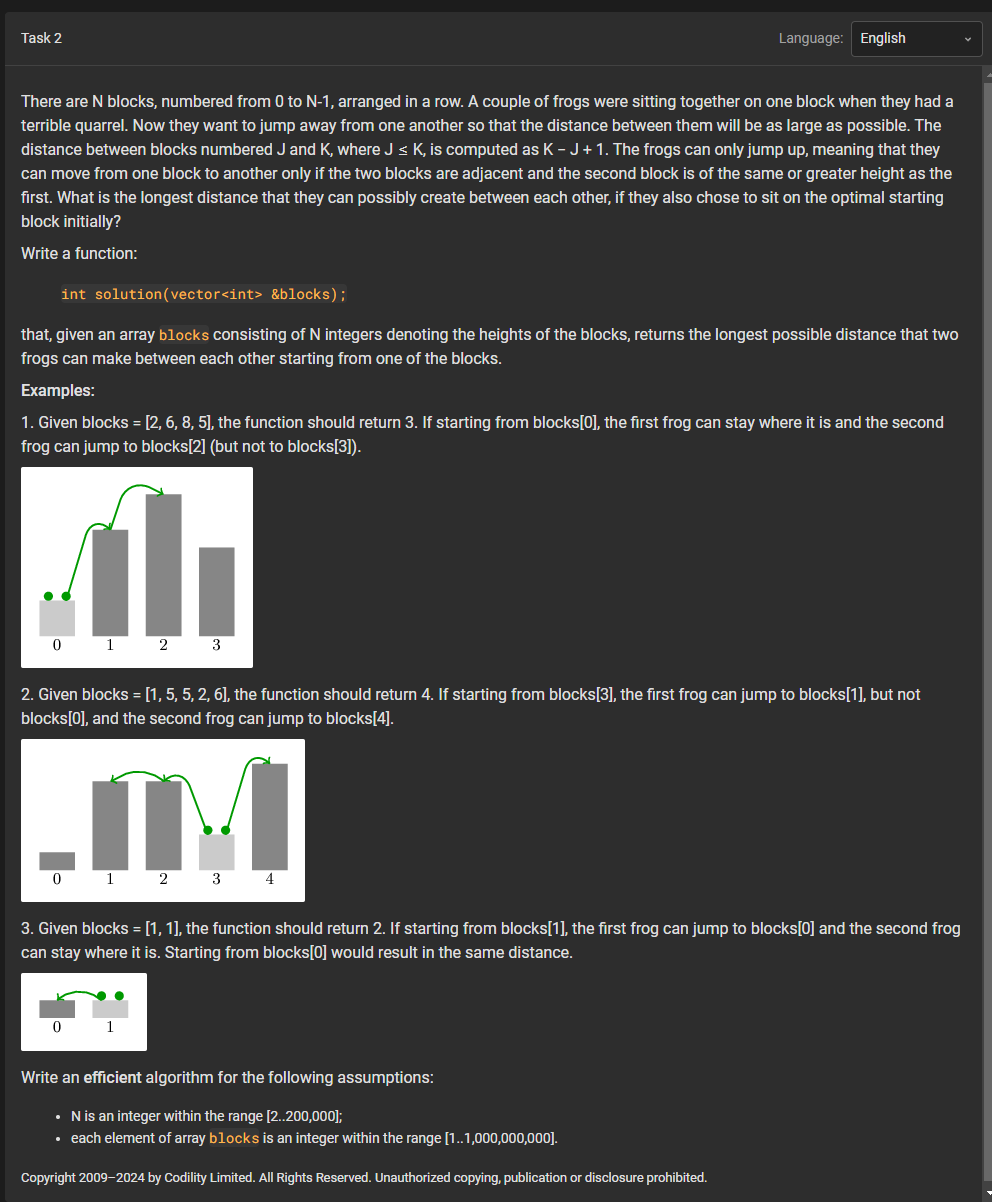 Task 2
Language: English
There are N blocks, numbered from 0 to N-1, arranged in a row. A couple of frogs were sitting together on one block when they had a
terrible quarrel. Now they want to jump away from one another so that the distance between them will be as large as possible. The
distance between blocks numbered J and K, where J ≤ K, is computed as K − J + 1. The frogs can only jump up, meaning that they
can move from one block to another only if the two blocks are adjacent and the second block is of the same or greater height as the
first. What is the longest distance that they can possibly create between each other, if they also chose to sit on the optimal starting
block initially?
Write a function:
int solution(vector<int> &blocks);
that, given an array blocks consisting of N integers denoting the heights of the blocks, returns the longest possible distance that two
frogs can make between each other starting from one of the blocks.
Examples:
1. Given blocks = [2, 6, 8, 5], the function should return 3. If starting from blocks[0], the first frog can stay where it is and the second
frog can jump to blocks[2] (but not to blocks[3]).
0 1 2 3
2. Given blocks = [1, 5, 5, 2, 6], the function should return 4. If starting from blocks[3], the first frog can jump to blocks[1], but not
blocks[0], and the second frog can jump to blocks[4].
0 1 2 3 4
3. Given blocks = [1, 1], the function should return 2. If starting from blocks[1], the first frog can jump to blocks[0] and the second frog
can stay where it is. Starting from blocks[0] would result in the same distance.
0 1
Write an efficient algorithm for the following assumptions:
• N is an integer within the range [2..200,000];
• each element of array blocks is an integer within the range [1..1,000,000,000].
Copyright 2009–2024 by Codility Limited. All Rights Reserved. Unauthorized copying, publication or disclosure prohibited.